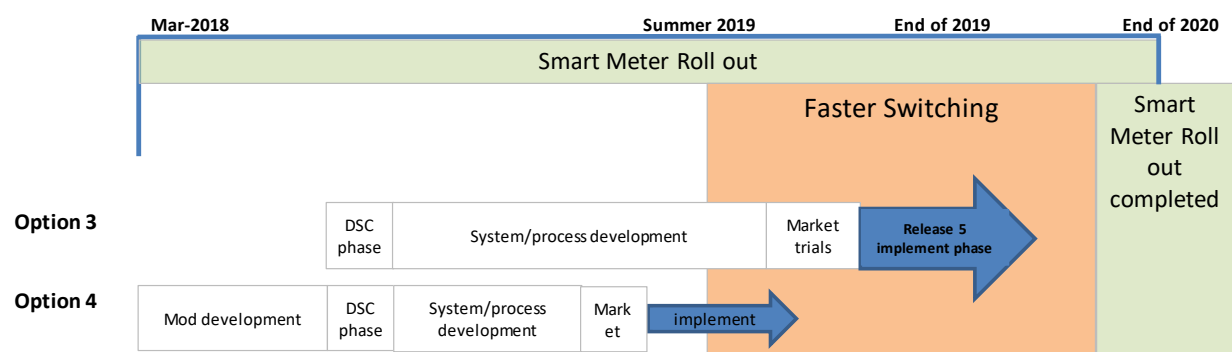 Mar-2018 Summer 2019 End of 2019 End of 2020
Smart Meter Roll out
Faster Switching
Smart
Meter Roll
out
completed
Option 3
DSC
phase
System/process development
Market
trials
Release 5
implement phase
Option 4
Mod development
DSC
phase
System/process
development
Mark
et
implement